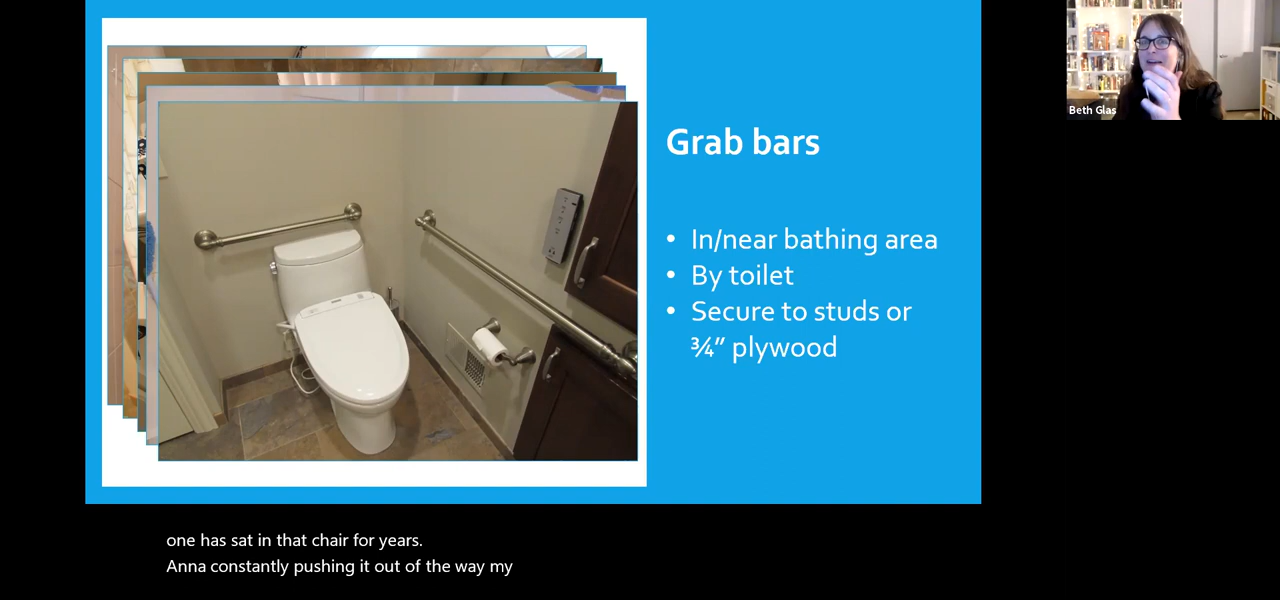 Grab bars
• In/near bathing area
• By toilet
• Secure to studs or
¾” plywood
Beth Glas
one has sat in that chair for years.
Anna constantly pushing it out of the way my